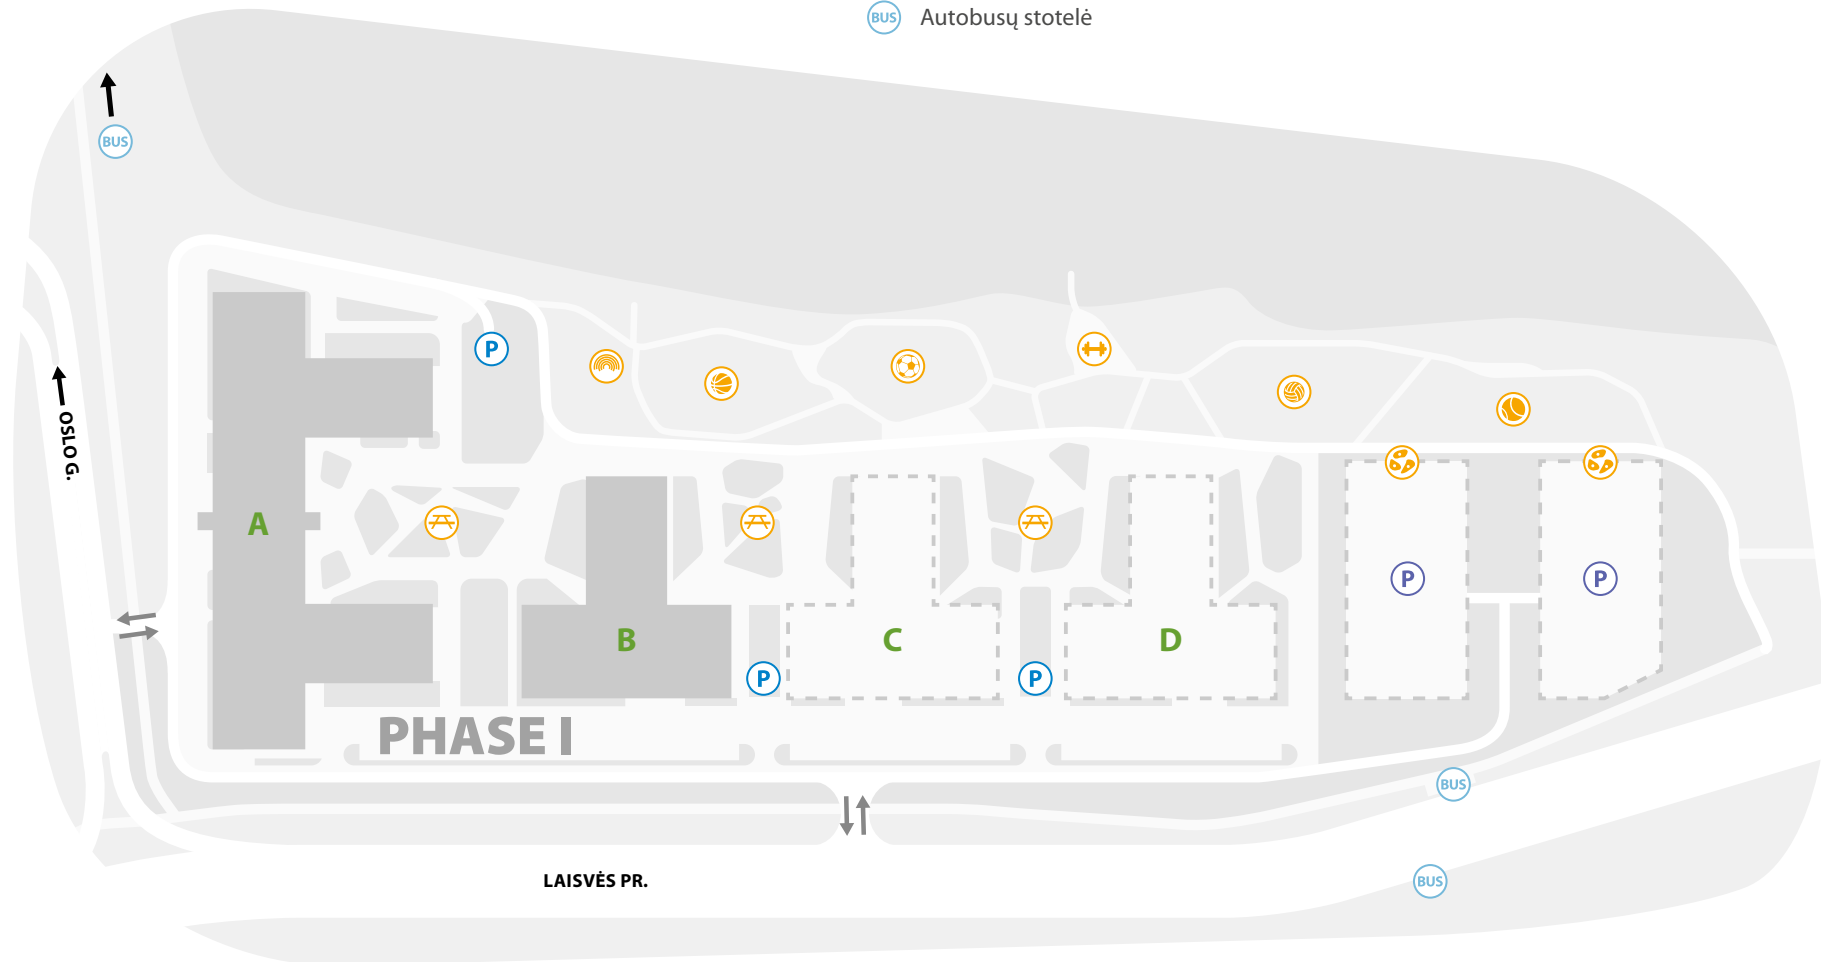 BUS Autobusų stotelė
BUS
P
OSLO G.
A
P
P
B
C
D
P
P
PHASE I
BUS
LAISVĖS PR.
BUS